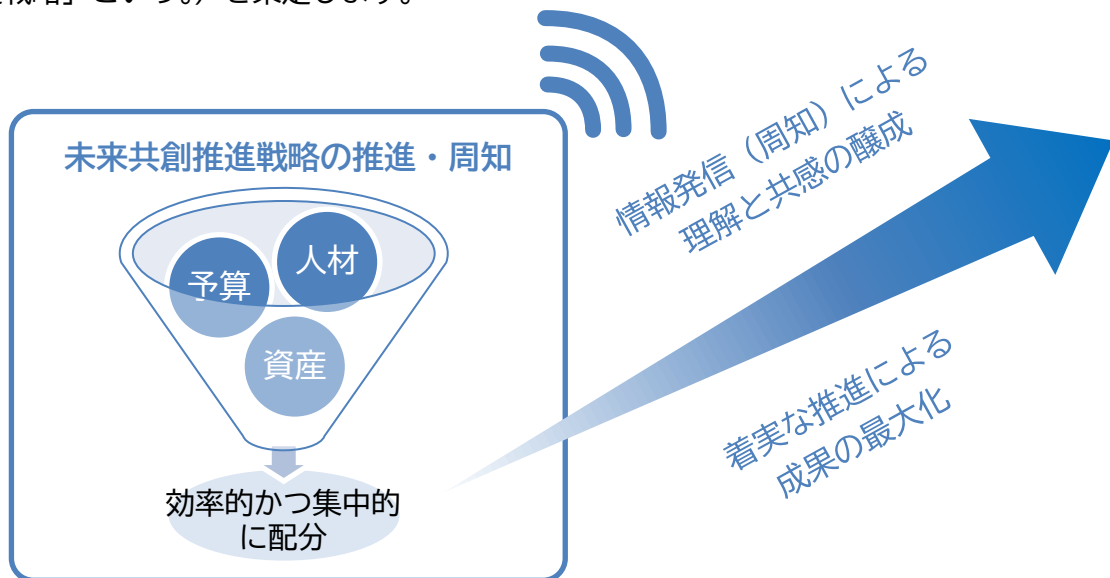 」という。）を策定します。
未来共創推進戦略の推進・周知
人材
予算
資産
効率的かつ集中的
に配分
情報発信（周知）による
理解と共感の醸成
着実な推進による
成果の最大化